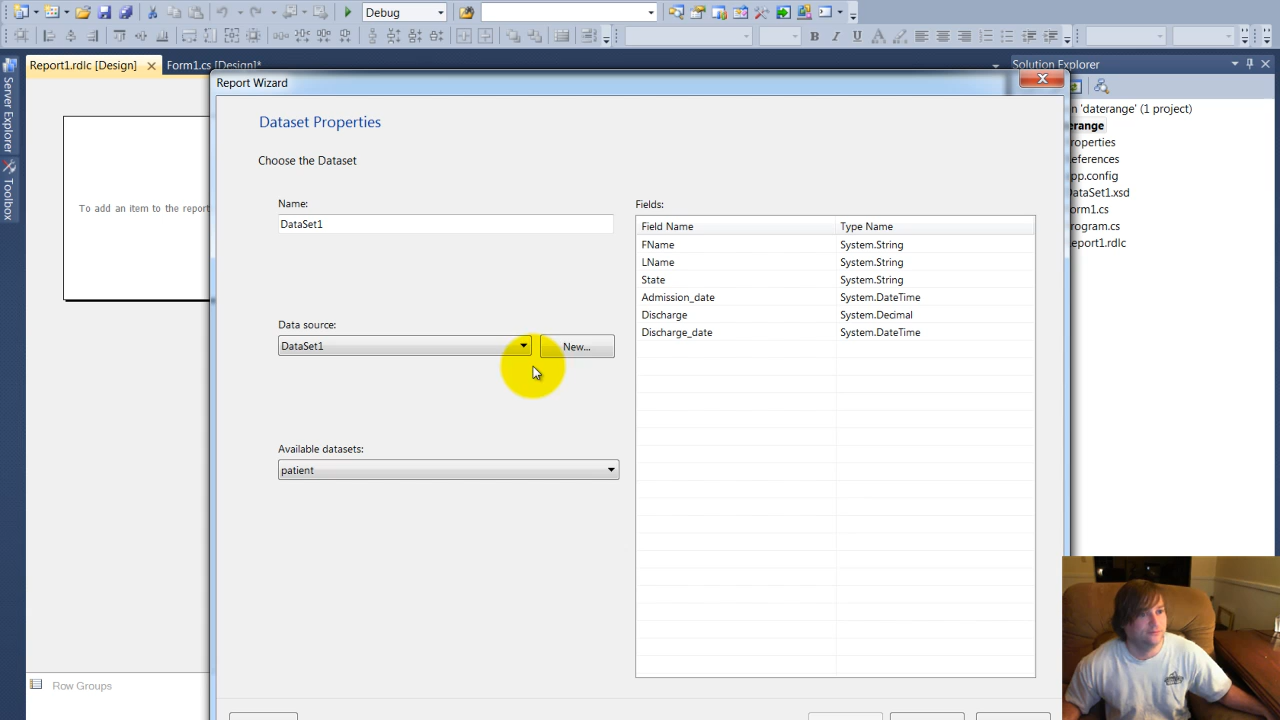 Debug
B I U
Report1.rdlc [Design]
Form1.cs [Design]*
Solution Explorer
Server Explorer
Toolbox
Report Wizard
n 'daterange' (1 project)
erange
roperties
eferences
pp.config
DataSet1.xsd
orm1.cs
rogram.cs
eport1.rdlc
To add an item to the report
Dataset Properties
Choose the Dataset
Name:
DataSet1
Data source:
DataSet1
New...
Available datasets:
patient
Fields:
Field Name Type Name
FName System.String
LName System.String
State System.String
Admission_date System.DateTime
Discharge System.Decimal
Discharge_date System.DateTime
Row Groups